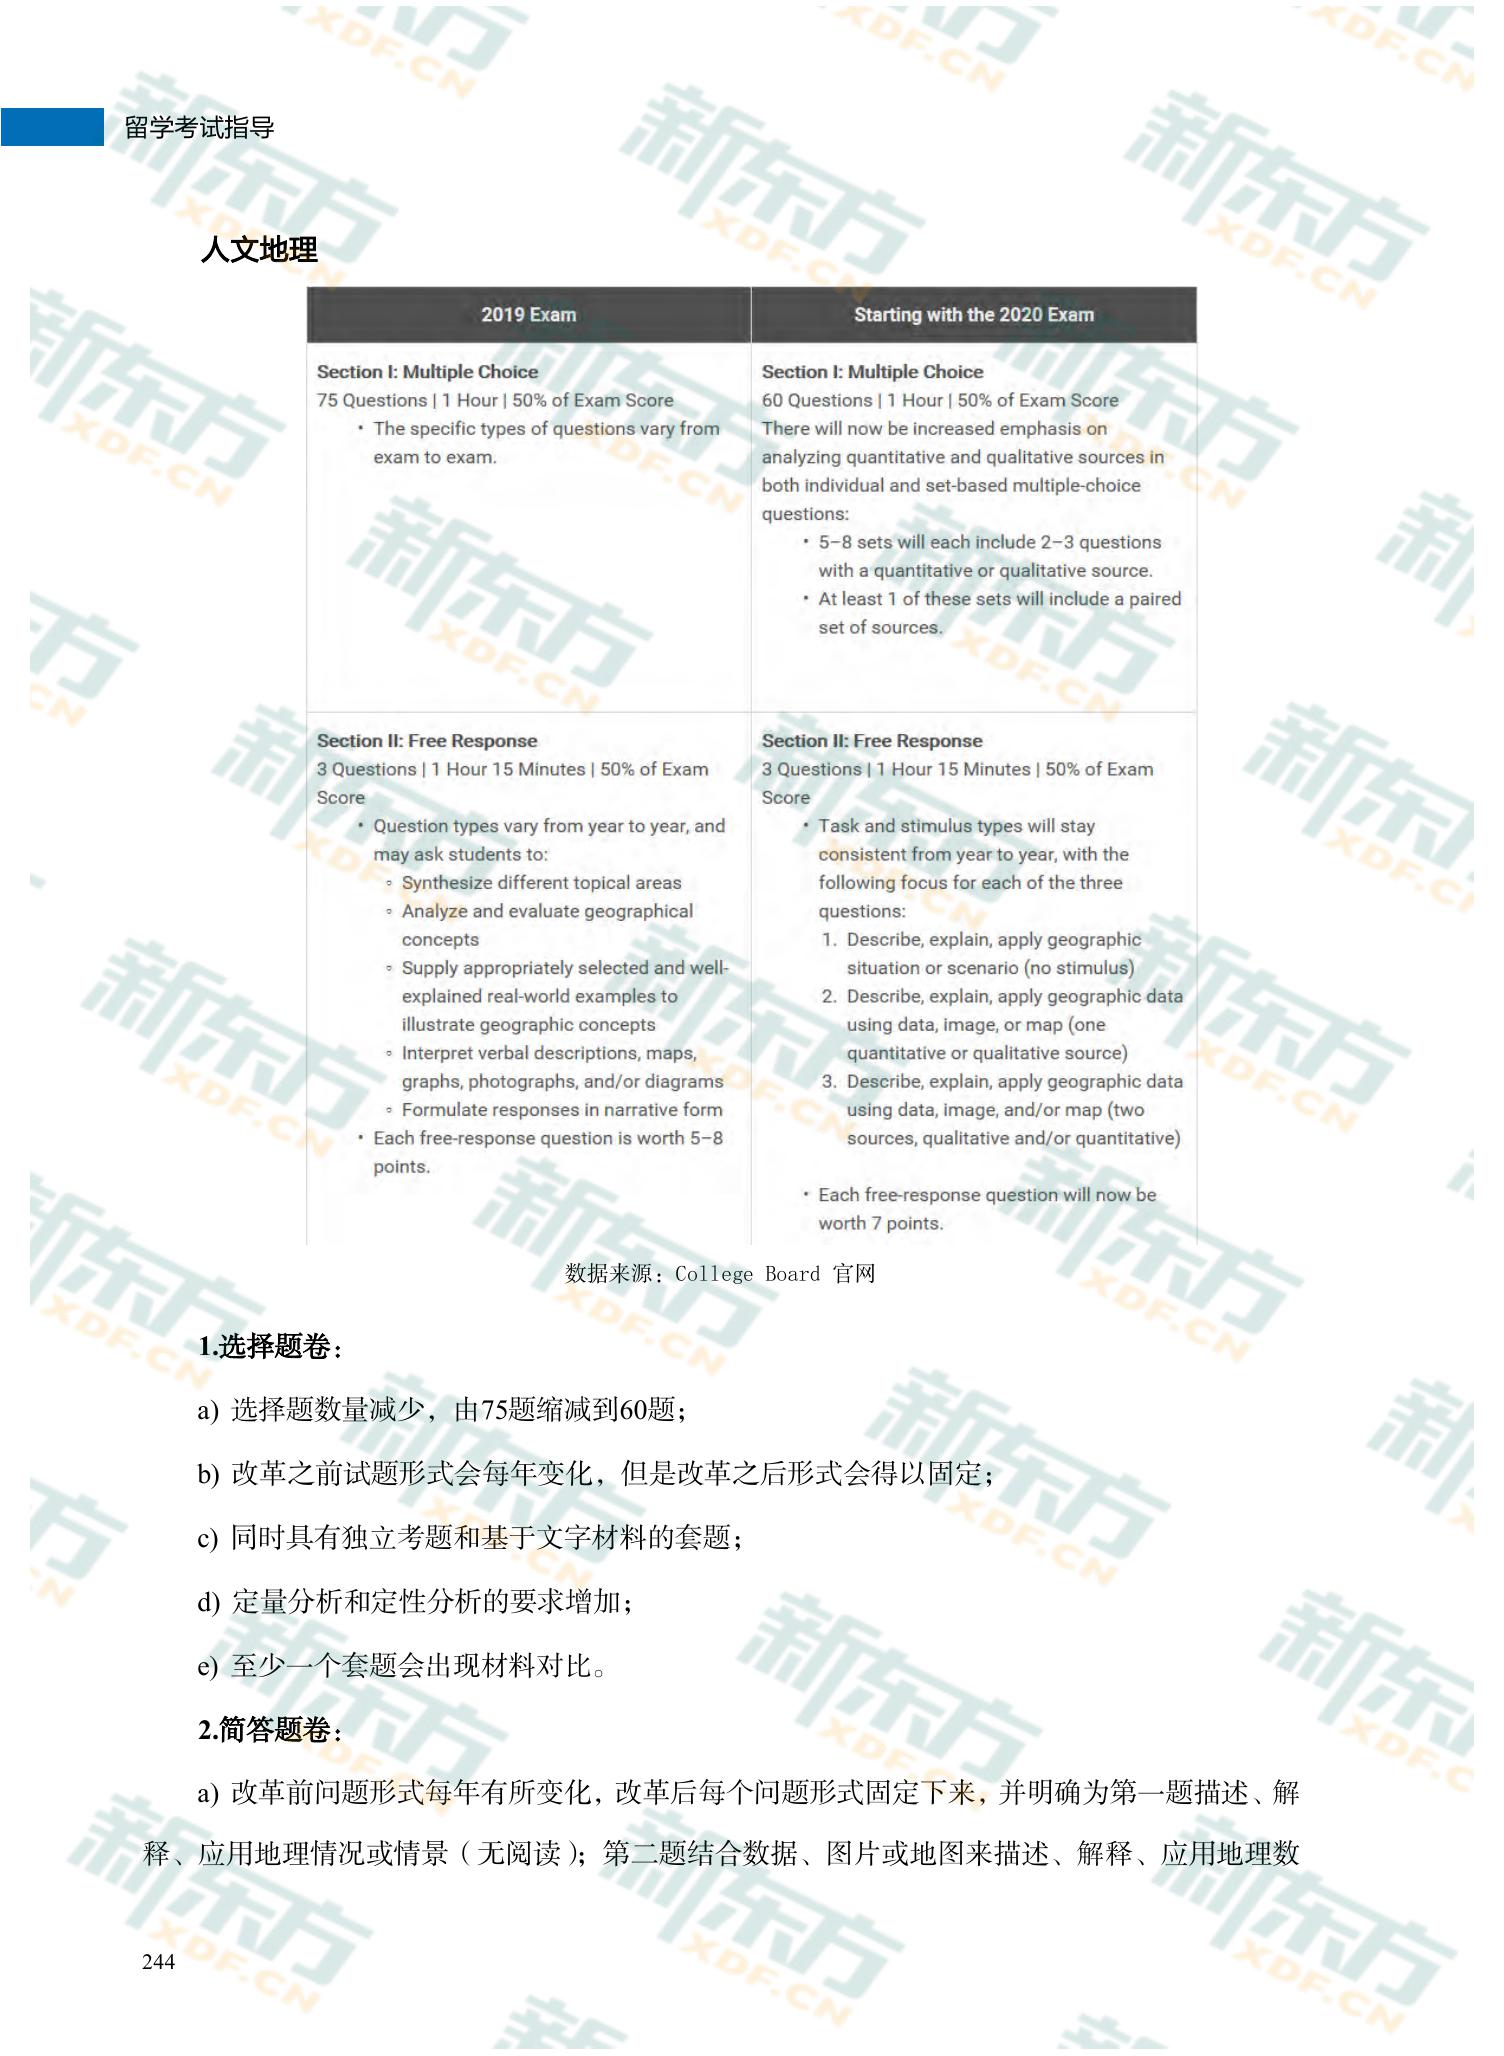 留学考试指导
人文地理
2019 Exam
Starting with the 2020 Exam
Section I: Multiple Choice
75 Questions | 1 Hour | 50% of Exam Score
• The specific types of questions vary from
exam to exam.
Section I: Multiple Choice
60 Questions | 1 Hour | 50% of Exam Score
There will now be increased emphasis on
analyzing quantitative and qualitative sources in
both individual and set-based multiple-choice
questions:
• 5–8 sets will each include 2–3 questions
with a quantitative or qualitative source.
• At least 1 of these sets will include a paired
set of sources.
Section II: Free Response
3 Questions | 1 Hour 15 Minutes | 50% of Exam
Score
• Question types vary from year to year, and
may ask students to:
◦ Synthesize different topical areas
◦ Analyze and evaluate geographical
concepts
◦ Supply appropriately selected and well-
explained real-world examples to
illustrate geographic concepts
◦ Interpret verbal descriptions, maps,
graphs, photographs, and/or diagrams
◦ Formulate responses in narrative form
• Each free-response question is worth 5–8
points.
Section II: Free Response
3 Questions | 1 Hour 15 Minutes | 50% of Exam
Score
• Task and stimulus types will stay
consistent from year to year, with the
following focus for each of the three
questions:
1. Describe, explain, apply geographic
situation or scenario (no stimulus)
2. Describe, explain, apply geographic data
using data, image, or map (one
quantitative or qualitative source)
3. Describe, explain, apply geographic data
using data, image, and/or map (two
sources, qualitative and/or quantitative)
• Each free-response question will now be
worth 7 points.
数据来源：College Board 官网
1.选择题卷：
a) 选择题数量减少，由75题缩减到60题；
b) 改革之前试题形式会每年变化，但是改革之后形式会得以固定；
c) 同时具有独立考题和基于文字材料的套题；
d) 定量分析和定性分析的要求增加；
e) 至少一个套题会出现材料对比。
2.简答题卷：
a) 改革前问题形式每年有所变化，改革后每个问题形式固定下来，并明确为第一题描述、解
释、应用地理情况或情景（无阅读）；第二题结合数据、图片或地图来描述、解释、应用地理数
244
新东方
XDF.CN